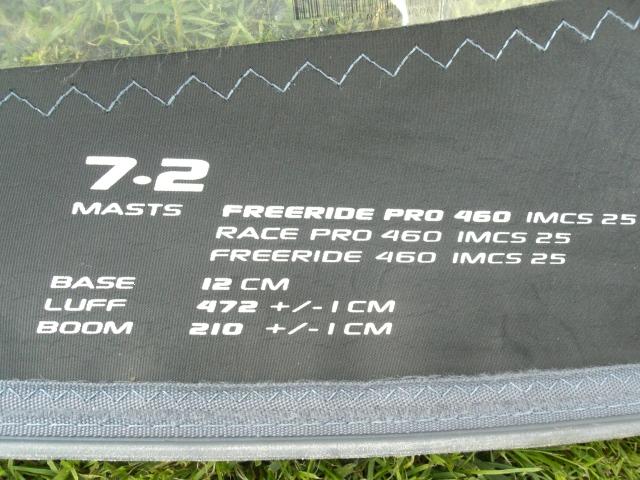 7.2
MASTS FREERIDE PRO 460 IMCS 25
RACE PRO 460 IMCS 25
FREERIDE 460 IMCS 25
BASE 12 CM
LUFF 472 +/- 1 CM
BOOM 210 +/- 1 CM